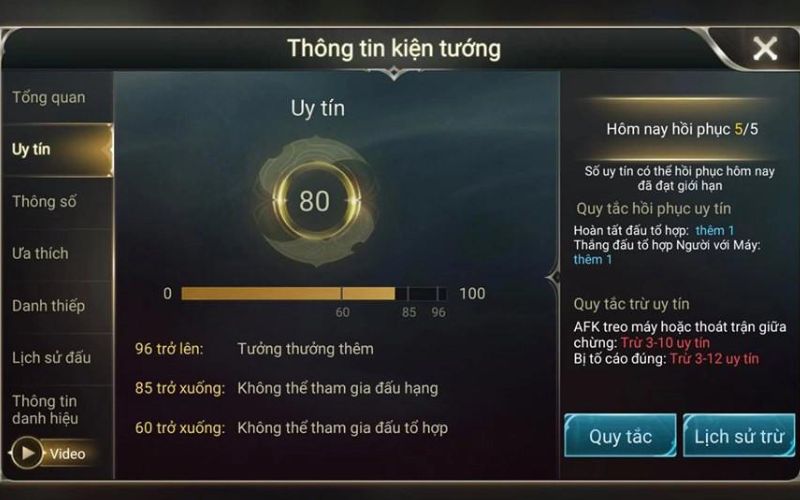 Thông tin kiện tướng
Tổng quan
Uy tín
Thông số
Ưa thích
Danh thiếp
Lịch sử đấu
Thông tin
danh hiệu
Video
Uy tín
80
0
100
60
85
96
96 trở lên: Tưởng thưởng thêm
85 trở xuống: Không thể tham gia đấu hạng
60 trở xuống: Không thể tham gia đấu tổ hợp
Hôm nay hồi phục 5/5
Số uy tín có thể hồi phục hôm nay
đã đạt giới hạn
Quy tắc hồi phục uy tín
Hoàn tất đấu tổ hợp: thêm 1
Thắng đấu tổ hợp Người với Máy:
thêm 1
Quy tắc trừ uy tín
AFK treo máy hoặc thoát trận giữa
chừng: Trừ 3-10 uy tín
Bị tố cáo đúng: Trừ 3-12 uy tín
Quy tắc
Lịch sử trừ